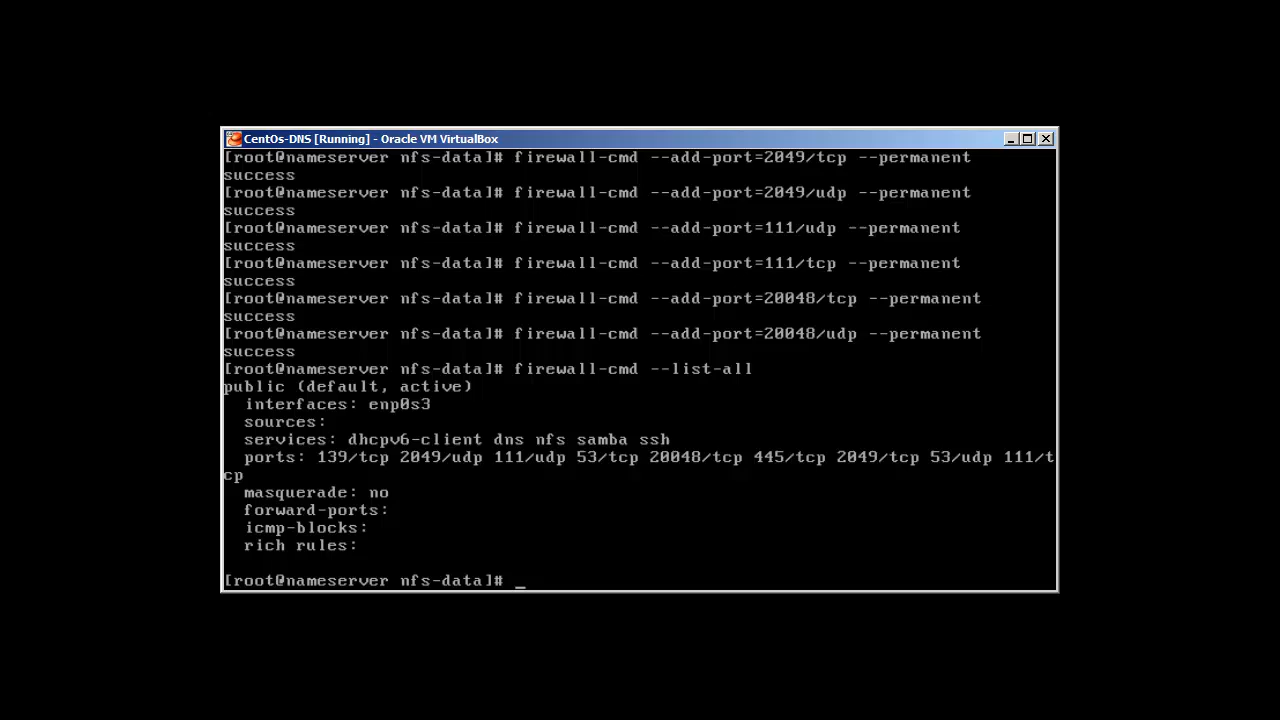 CentOs-DNS [Running] - Oracle VM VirtualBox
[root@nameserver nfs-data]# firewall-cmd --add-port=2049/tcp --permanent
success
[root@nameserver nfs-data]# firewall-cmd --add-port=2049/udp --permanent
success
[root@nameserver nfs-data]# firewall-cmd --add-port=111/udp --permanent
success
[root@nameserver nfs-data]# firewall-cmd --add-port=111/tcp --permanent
success
[root@nameserver nfs-data]# firewall-cmd --add-port=20048/tcp --permanent
success
[root@nameserver nfs-data]# firewall-cmd --add-port=20048/udp --permanent
success
[root@nameserver nfs-data]# firewall-cmd --list-all
public (default, active)
  interfaces: enp0s3
  sources:
  services: dhcpv6-client dns nfs samba ssh
  ports: 139/tcp 2049/udp 111/udp 53/tcp 20048/tcp 445/tcp 2049/tcp 53/udp 111/t
cp
  masquerade: no
  forward-ports:
  icmp-blocks:
  rich rules:
[root@nameserver nfs-data]# _